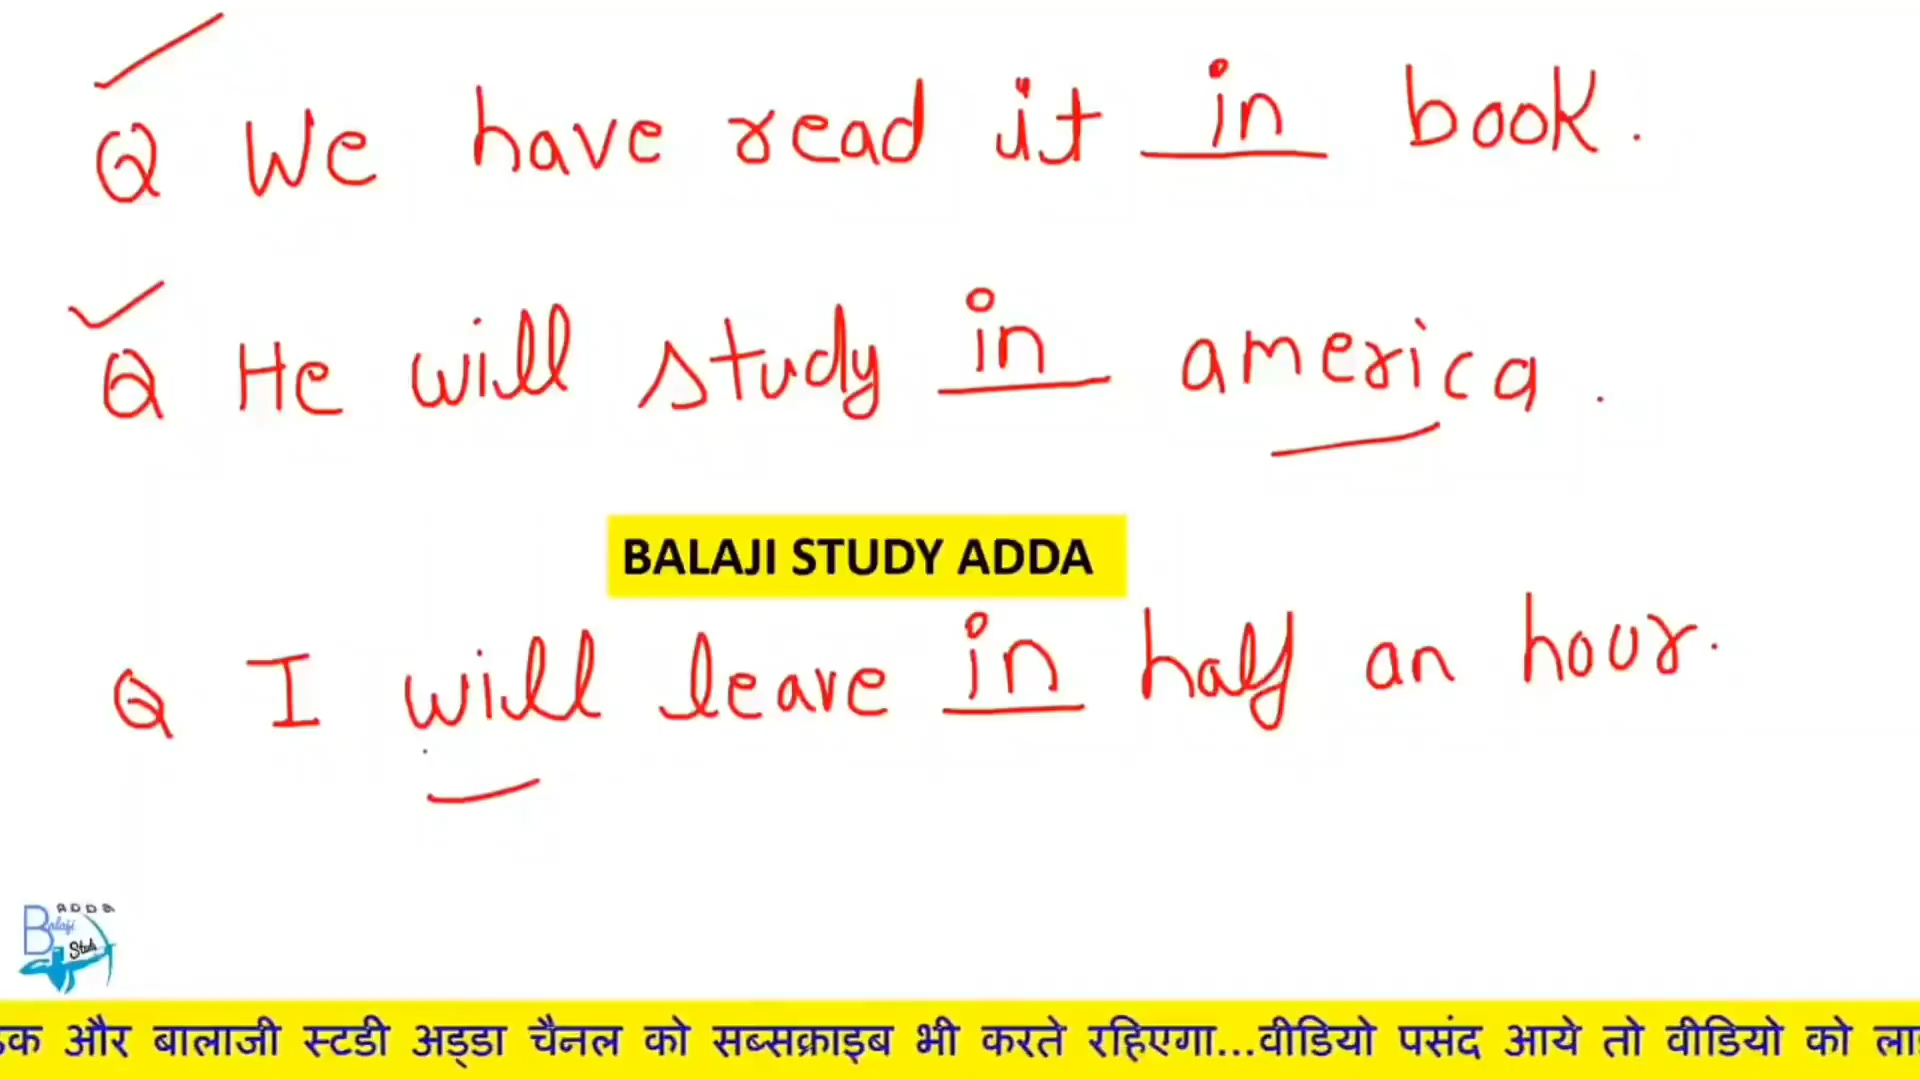 Q We have read it in book.
Q He will study in america.
BALAJI STUDY ADDA
Q I will leave in half an hour.
ADDA
Balaji
Study
और बालाजी स्टडी अड्डा चैनल को सब्सक्राइब भी करते रहिएगा...वीडियो पसंद आये तो वीडियो को